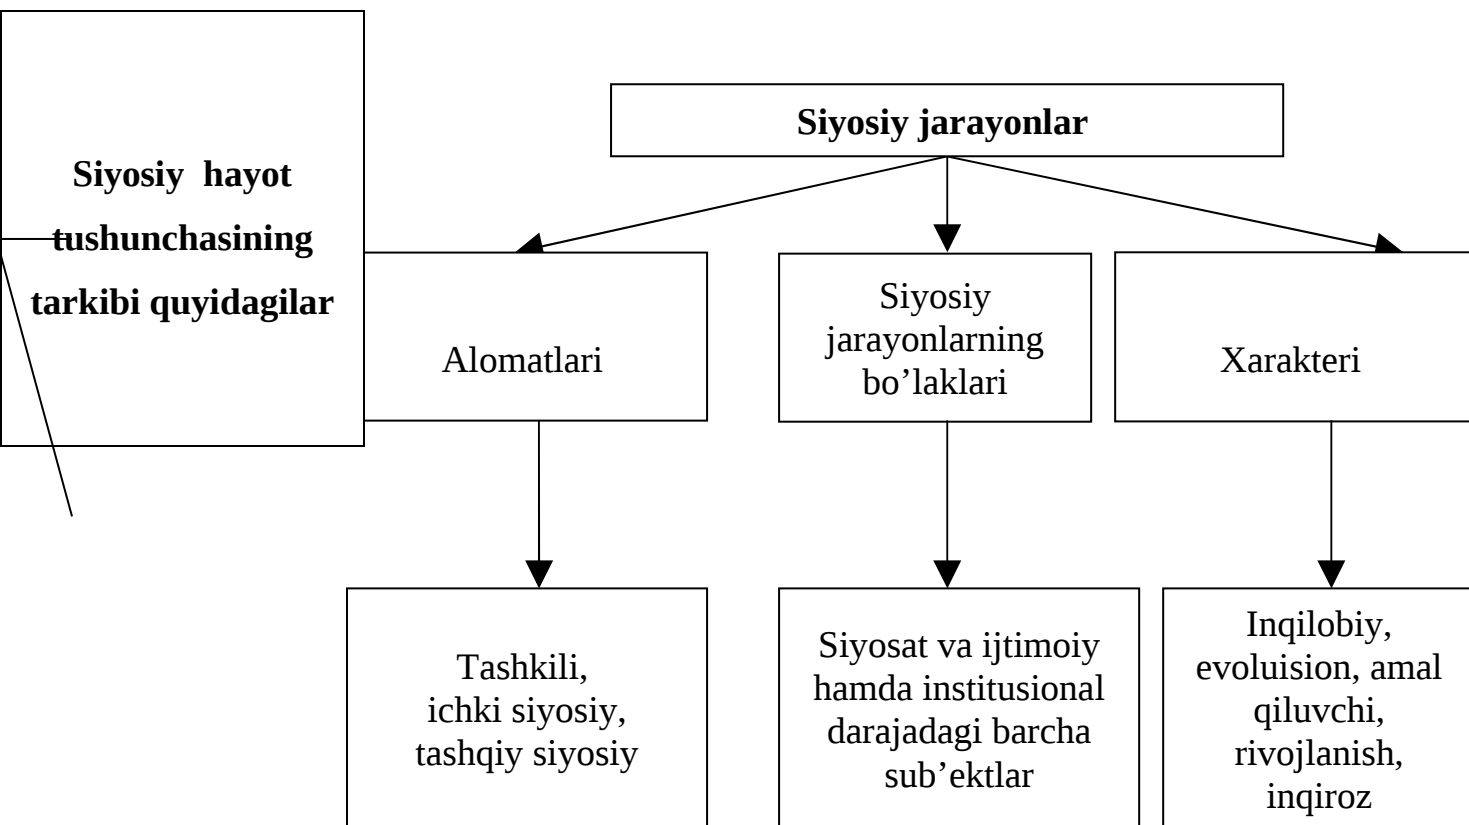 Siyosiy  hayot
tushunchasining
tarkibi quyidagilar
Siyosiy jarayonlar
Alomatlari
Siyosiy
jarayonlarning
bo’laklari
Xarakteri
Tashkili,
ichki siyosiy,
tashqiy siyosiy
Siyosat va ijtimoiy
hamda institusional
darajadagi barcha
sub’ektlar
Inqilobiy,
evoluision, amal
qiluvchi,
rivojlanish,
inqiroz